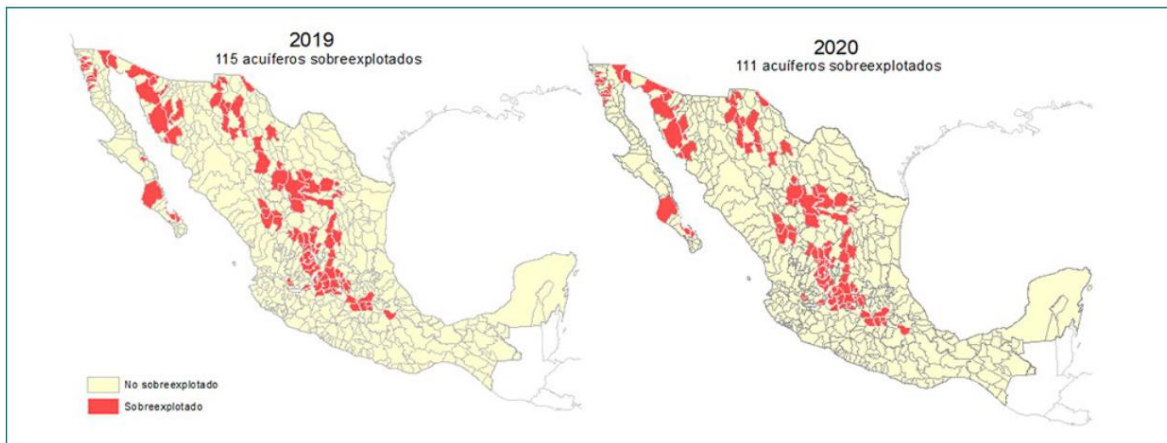 2019
115 acuíferos sobreexplotados
2020
111 acuíferos sobreexplotados
No sobreexplotado
Sobreexplotado